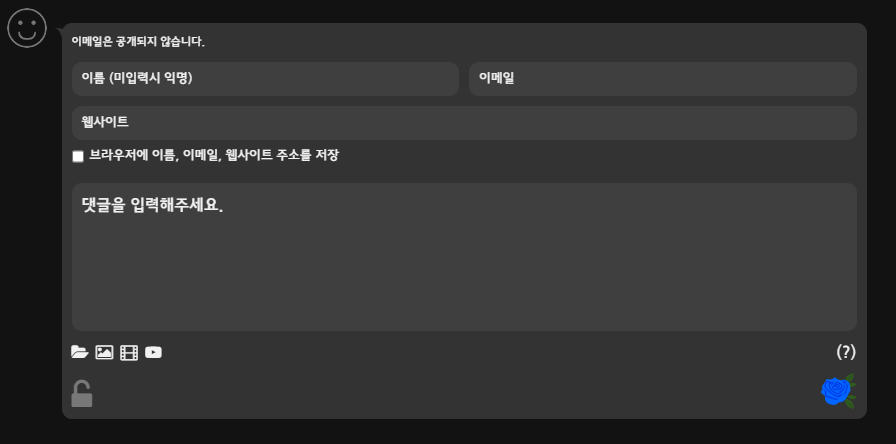 이메일은 공개되지 않습니다.
이름 (미입력시 익명)
이메일
웹사이트
브라우저에 이름, 이메일, 웹사이트 주소를 저장
댓글을 입력해주세요.
(?)